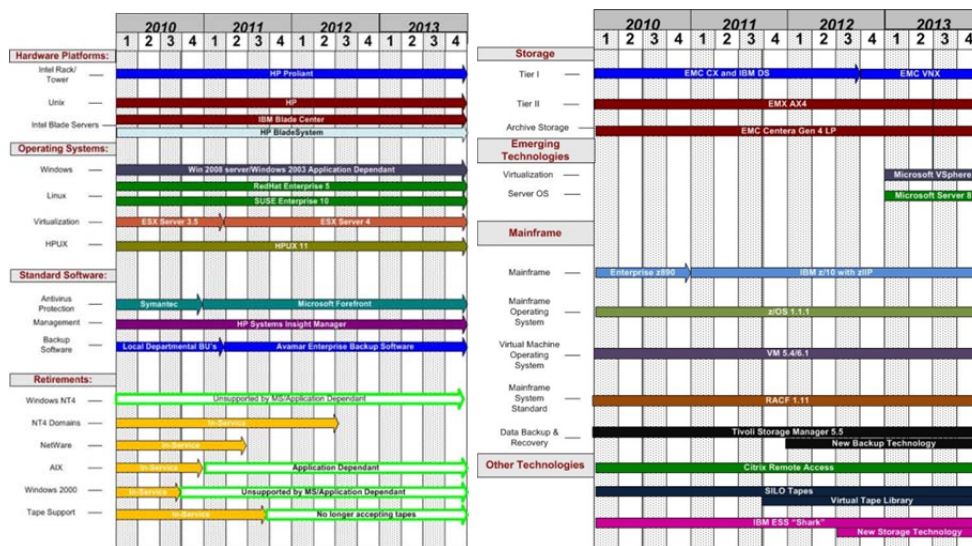 2010 2011 2012 2013
1 2 3 4 1 2 3 4 1 2 3 4 1 2 3 4
Hardware Platforms:
Intel Rack/
Tower
HP Proliant
Unix
HP
Intel Blade Servers
IBM Blade Center
HP BladeSystem
Operating Systems:
Windows
Win 2008 server/Windows 2003 Application Dependant
Linux
RedHat Enterprise 5
SUSE Enterprise 10
Virtualization
ESX Server 3.5
ESX Server 4
HPUX
HPUX 11
Standard Software:
Antivirus
Protection
Symantec
Microsoft Forefront
Management
HP Systems Insight Manager
Backup
Software
Local Departmental BU's
Avamar Enterprise Backup Software
Retirements:
Windows NT4
Unsupported by MS/Application Dependant
NT4 Domains
In-Service
NetWare
In-Service
AIX
In-Service
Application Dependant
Windows 2000
In-Service
Unsupported by MS/Application Dependant
Tape Support
In-Service
No longer accepting tapes
2010 2011 2012 2013
1 2 3 4 1 2 3 4 1 2 3 4 1 2 3 4
Storage
Tier I
EMC CX and IBM DS
EMC VNX
Tier II
EMX AX4
Archive Storage
EMC Centera Gen 4 LP
Emerging
Technologies
Virtualization
Microsoft VSphere
Server OS
Microsoft Server 8
Mainframe
Mainframe
Enterprise z890
IBM z/10 with zIIP
Mainframe
Operating
System
z/OS 1.1.1
Virtual Machine
Operating
System
VM 5.4/6.1
Mainframe
System
Standard
RACF 1.11
Data Backup &
Recovery
Tivoli Storage Manager 5.5
New Backup Technology
Other Technologies
Citrix Remote Access
SILO Tapes
Virtual Tape Library
IBM ESS "Shark"
New Storage Technology